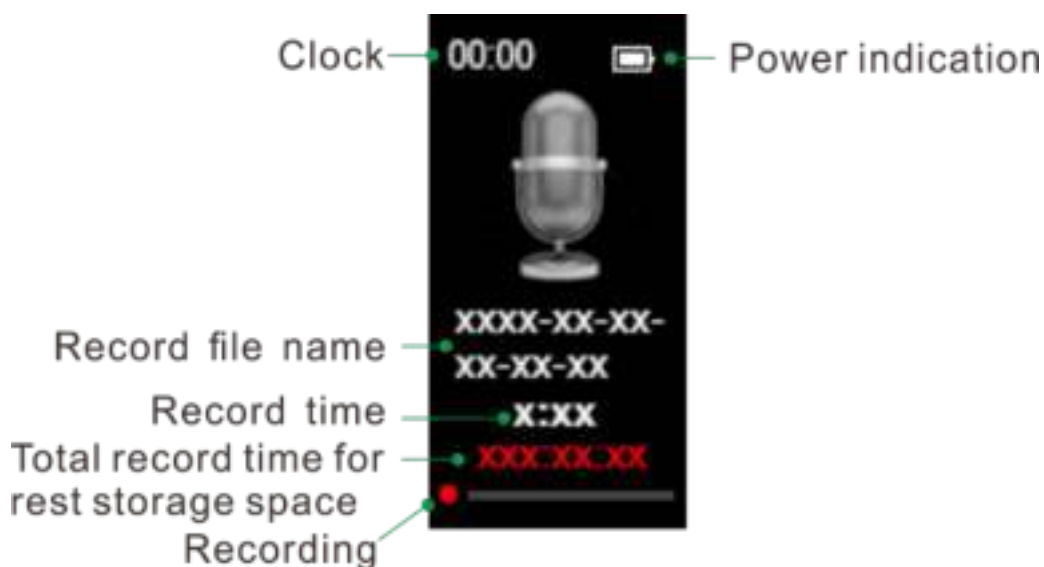 Clock
00:00
Power indication
Record file name
xxxx-xx-xx-
xx-xx-xx
Record time
x:xx
Total record time for
rest storage space
xxx:xx:xx
Recording